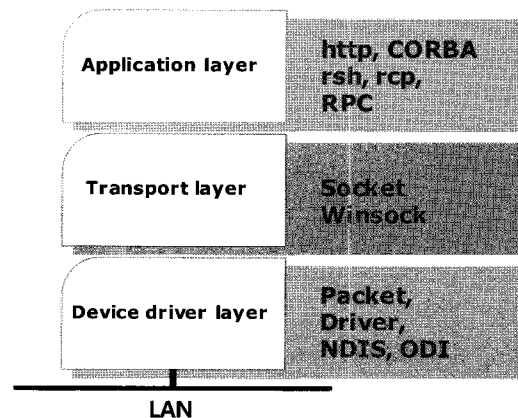 Application layer
http, CORBA
rsh, rcp,
RPC
Transport layer
Socket
Winsock
Device driver layer
Packet,
Driver,
NDIS, ODI
LAN